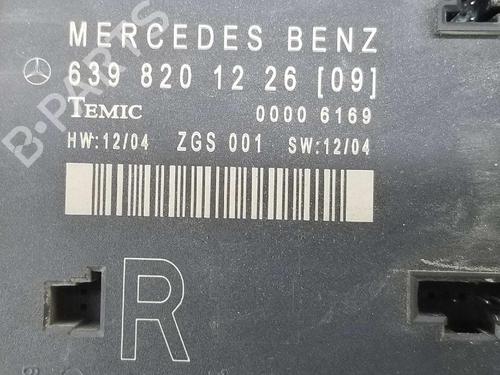 MERCEDES BENZ
639 820 12 26 [09]
TEMIC 0000 6169
HW:12/04 ZGS 001 SW:12/04
R
B-PARTS